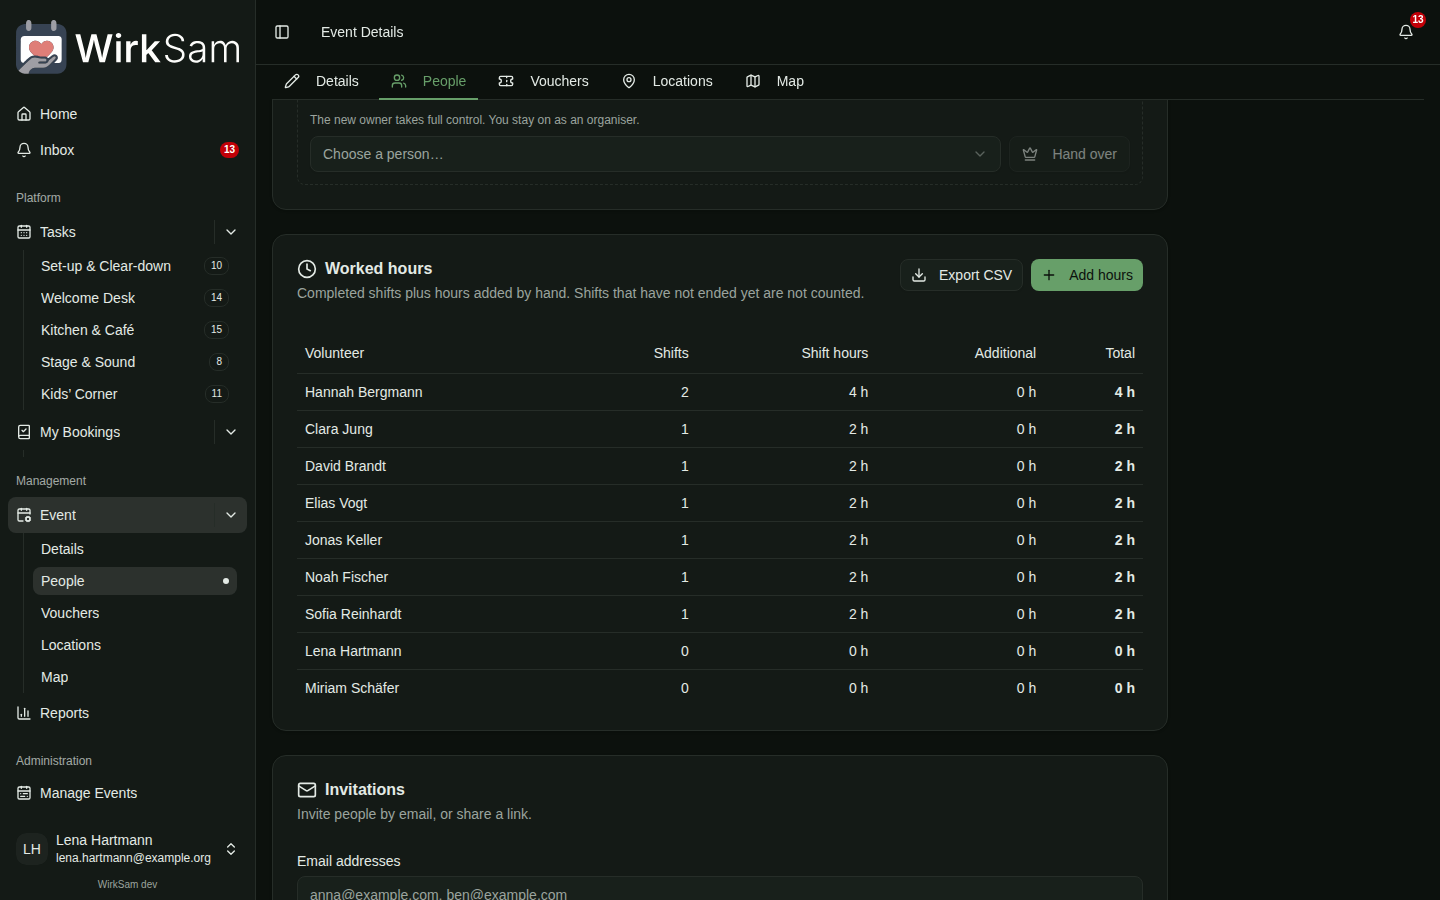 WirkSam
Home
Inbox
13
Platform
Tasks
Set-up & Clear-down
10
Welcome Desk
14
Kitchen & Café
15
Stage & Sound
8
Kids’ Corner
11
My Bookings
Management
Event
Details
People
Vouchers
Locations
Map
Reports
Administration
Manage Events
LH
Lena Hartmann
lena.hartmann@example.org
WirkSam dev
Event Details
13
Details
People
Vouchers
Locations
Map
The new owner takes full control. You stay on as an organiser.
Choose a person…
Hand over
Worked hours
Completed shifts plus hours added by hand. Shifts that have not ended yet are not counted.
Export CSV
Add hours
Volunteer Shifts Shift hours Additional Total
Hannah Bergmann 2 4 h 0 h 4 h
Clara Jung 1 2 h 0 h 2 h
David Brandt 1 2 h 0 h 2 h
Elias Vogt 1 2 h 0 h 2 h
Jonas Keller 1 2 h 0 h 2 h
Noah Fischer 1 2 h 0 h 2 h
Sofia Reinhardt 1 2 h 0 h 2 h
Lena Hartmann 0 0 h 0 h 0 h
Miriam Schäfer 0 0 h 0 h 0 h
Invitations
Invite people by email, or share a link.
Email addresses
anna@example.com, ben@example.com